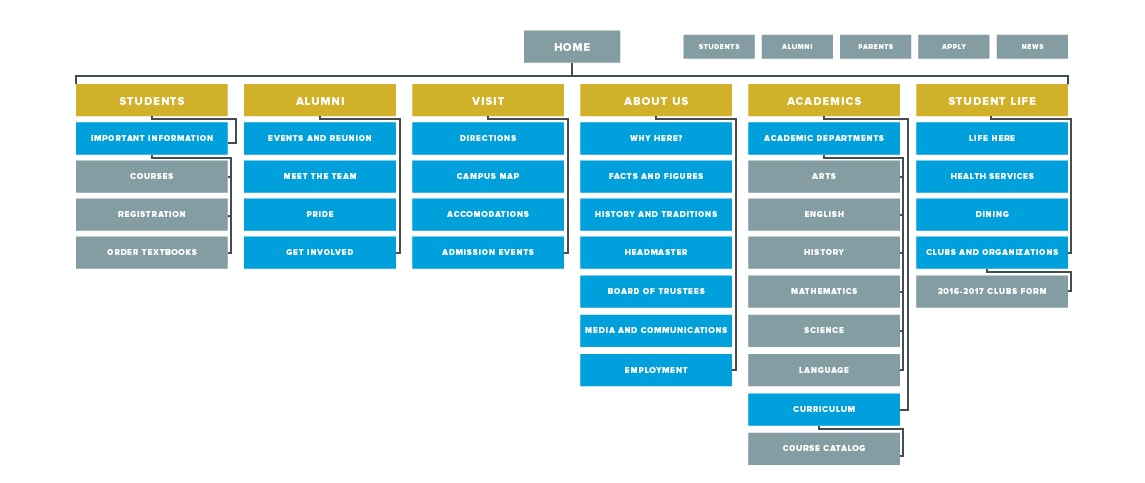 HOME
STUDENTS
ALUMNI
PARENTS
APPLY
NEWS
STUDENTS
IMPORTANT INFORMATION
COURSES
REGISTRATION
ORDER TEXTBOOKS
ALUMNI
EVENTS AND REUNION
MEET THE TEAM
PRIDE
GET INVOLVED
VISIT
DIRECTIONS
CAMPUS MAP
ACCOMODATIONS
ADMISSION EVENTS
ABOUT US
WHY HERE?
FACTS AND FIGURES
HISTORY AND TRADITIONS
HEADMASTER
BOARD OF TRUSTEES
MEDIA AND COMMUNICATIONS
EMPLOYMENT
ACADEMICS
ACADEMIC DEPARTMENTS
ARTS
ENGLISH
HISTORY
MATHEMATICS
SCIENCE
LANGUAGE
CURRICULUM
COURSE CATALOG
STUDENT LIFE
LIFE HERE
HEALTH SERVICES
DINING
CLUBS AND ORGANIZATIONS
2016-2017 CLUBS FORM